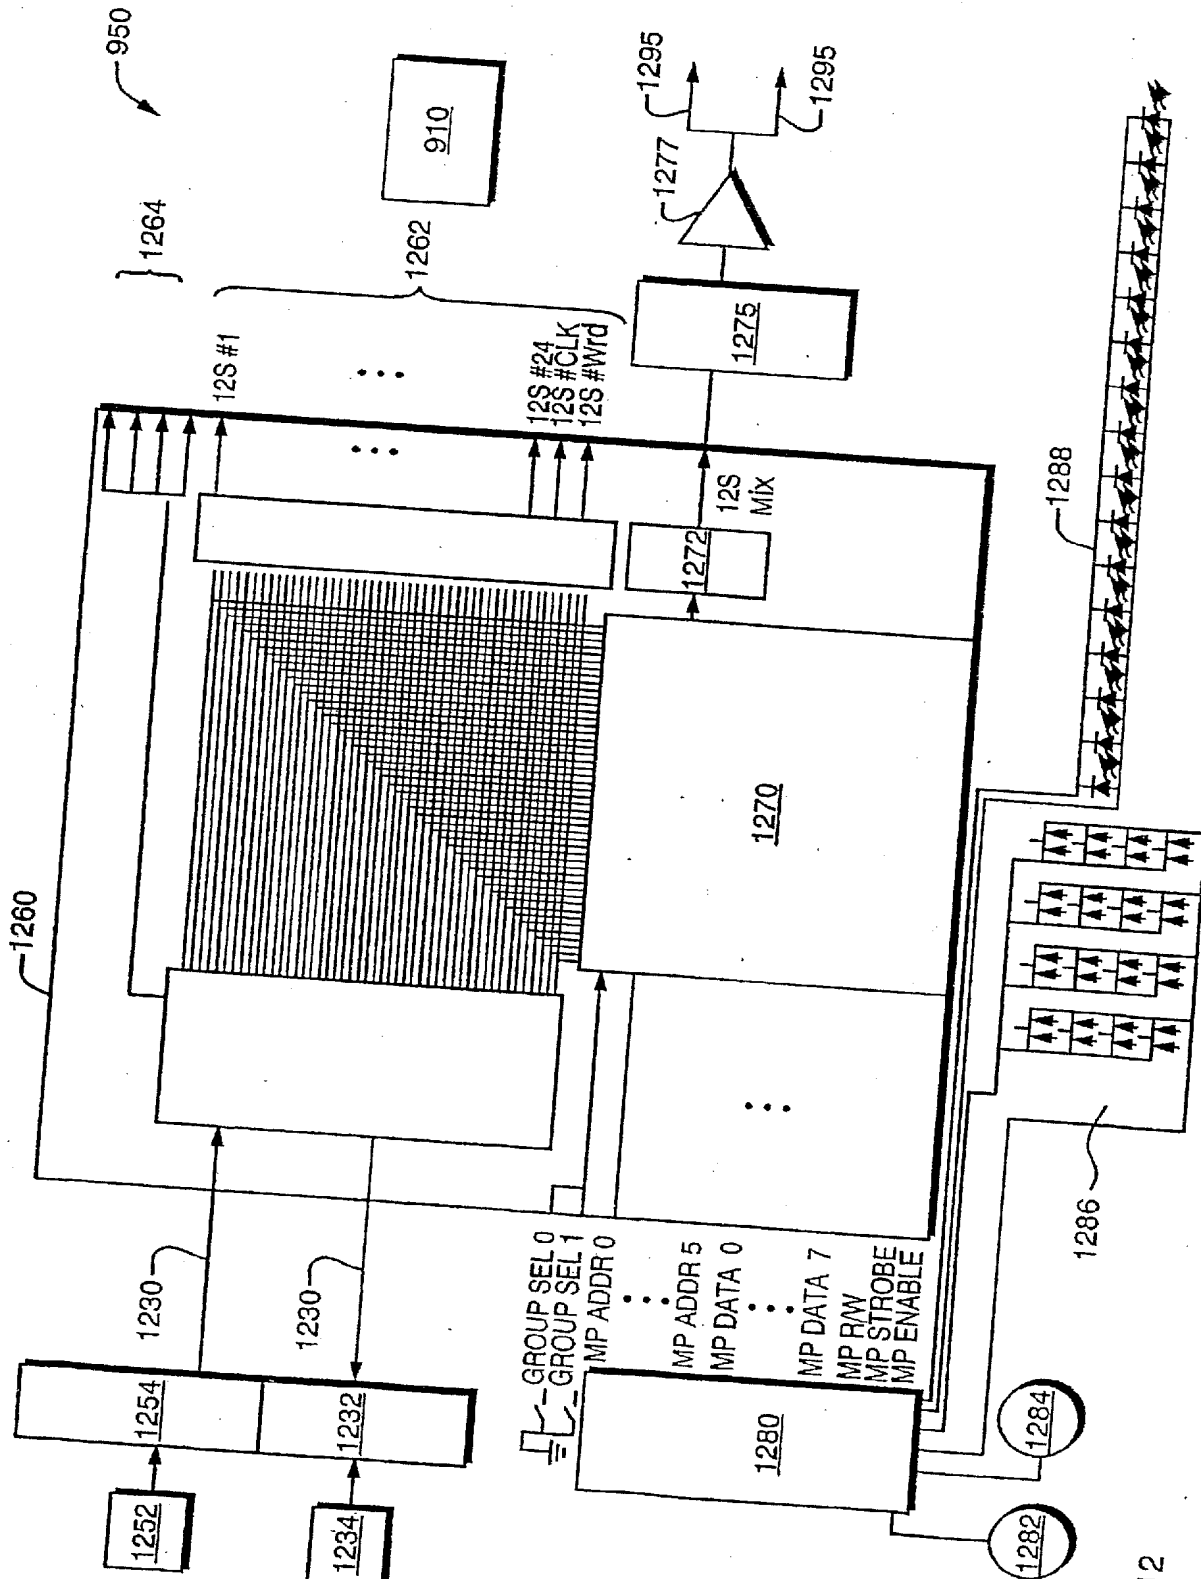 950
1264
910
1262
1295
1295
1277
1275
12S #1
12S #24
12S #CLK
12S #Wrd
12S
Mix
1272
1260
1270
1288
1230
1230
1254
1232
1252
1234
GROUP SEL 0
GROUP SEL 1
MP ADDR 0
MP ADDR 5
MP DATA 0
MP DATA 7
MP R/W
MP STROBE
MP ENABLE
1280
1282
1284
1286